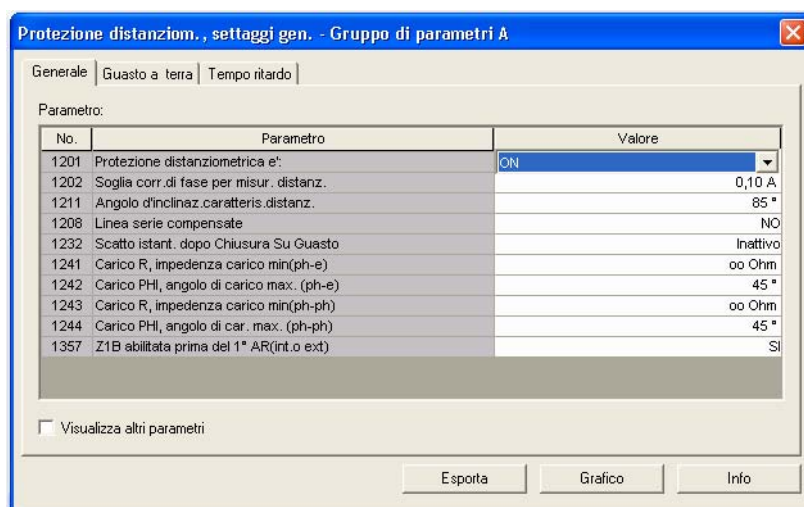 Protezione distanziom., settaggi gen. - Gruppo di parametri A
Generale Guasto a terra Tempo ritardo
Parametro:
No. Parametro Valore
1201 Protezione distanziometrica e': ON
1202 Soglia corr.di fase per misur. distanz. 0,10 A
1211 Angolo d'inclinaz.caratteris.distanz. 85 °
1208 Linea serie compensate NO
1232 Scatto istant. dopo Chiusura Su Guasto Inattivo
1241 Carico R, impedenza carico min(ph-e) oo Ohm
1242 Carico PHI, angolo di carico max. (ph-e) 45 °
1243 Carico R, impedenza carico min(ph-ph) oo Ohm
1244 Carico PHI, angolo di car. max. (ph-ph) 45 °
1357 Z1B abilitata prima del 1° AR(int.o ext) SI
Visualizza altri parametri
Esporta Grafico Info